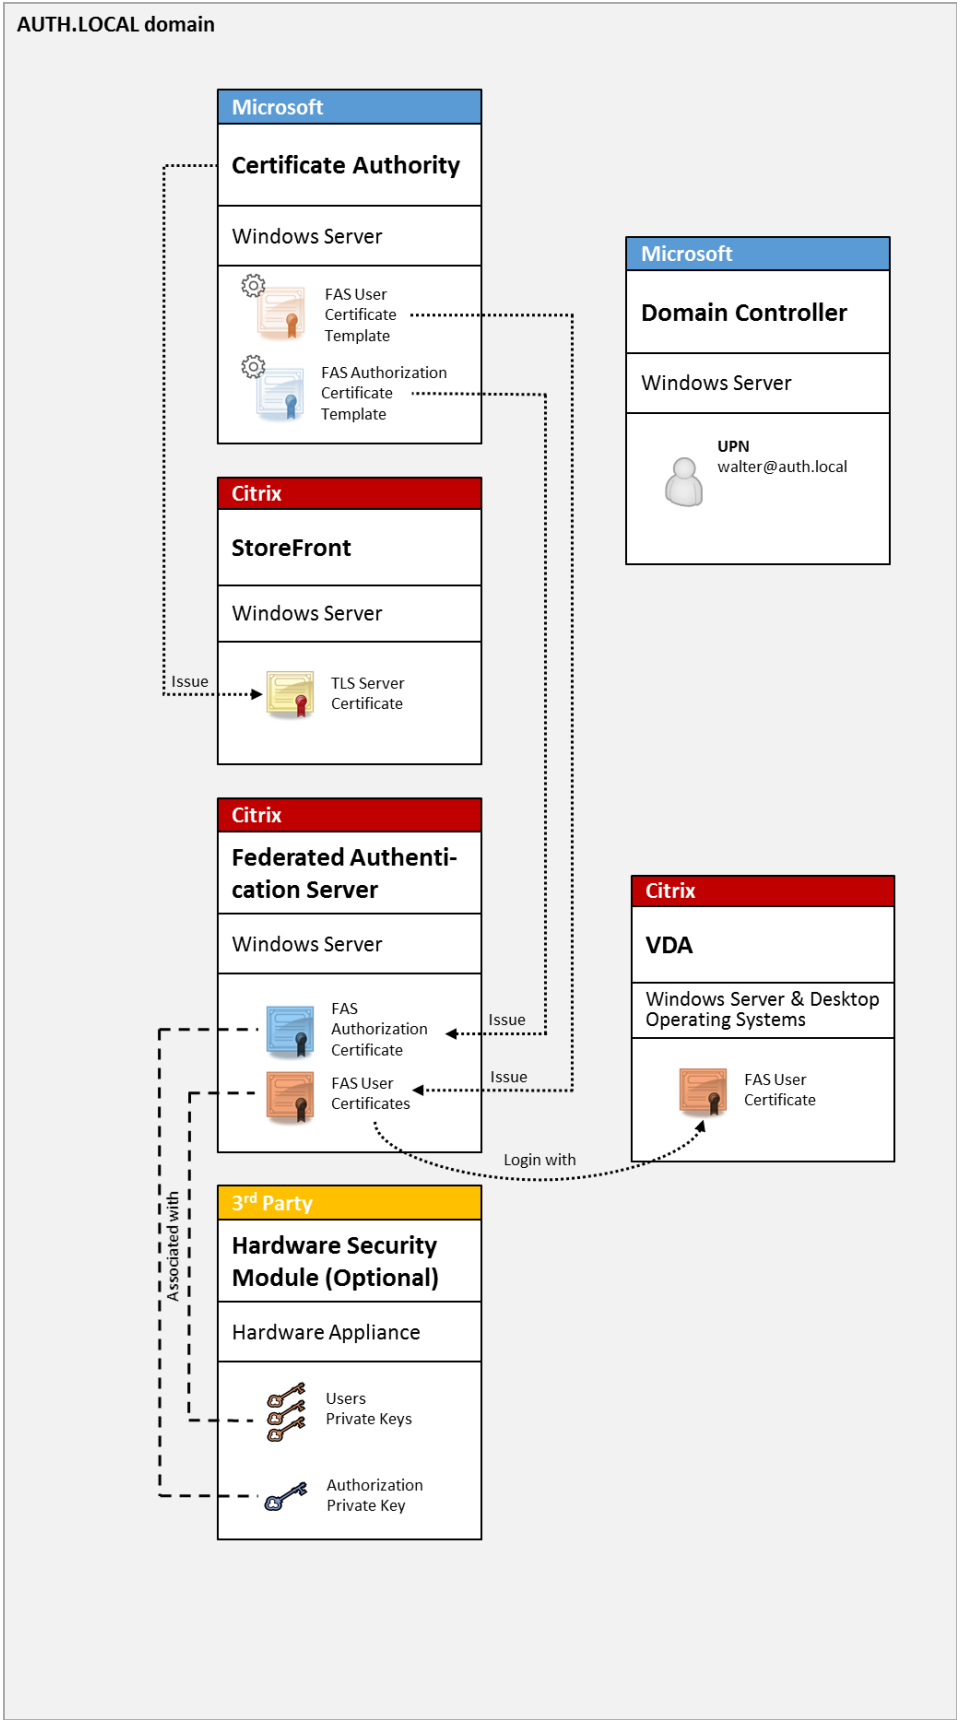 AUTH.LOCAL domain
Microsoft
Certificate Authority
Windows Server
FAS User
Certificate
Template
FAS Authorization
Certificate
Template
Microsoft
Domain Controller
Windows Server
UPN
walter@auth.local
Citrix
StoreFront
Windows Server
Issue
TLS Server
Certificate
Citrix
Federated Authenti-
cation Server
Windows Server
FAS
Authorization
Certificate
Issue
FAS User
Certificates
Issue
Citrix
VDA
Windows Server & Desktop
Operating Systems
FAS User
Certificate
Login with
Associated with
3rd Party
Hardware Security
Module (Optional)
Hardware Appliance
Users
Private Keys
Authorization
Private Key